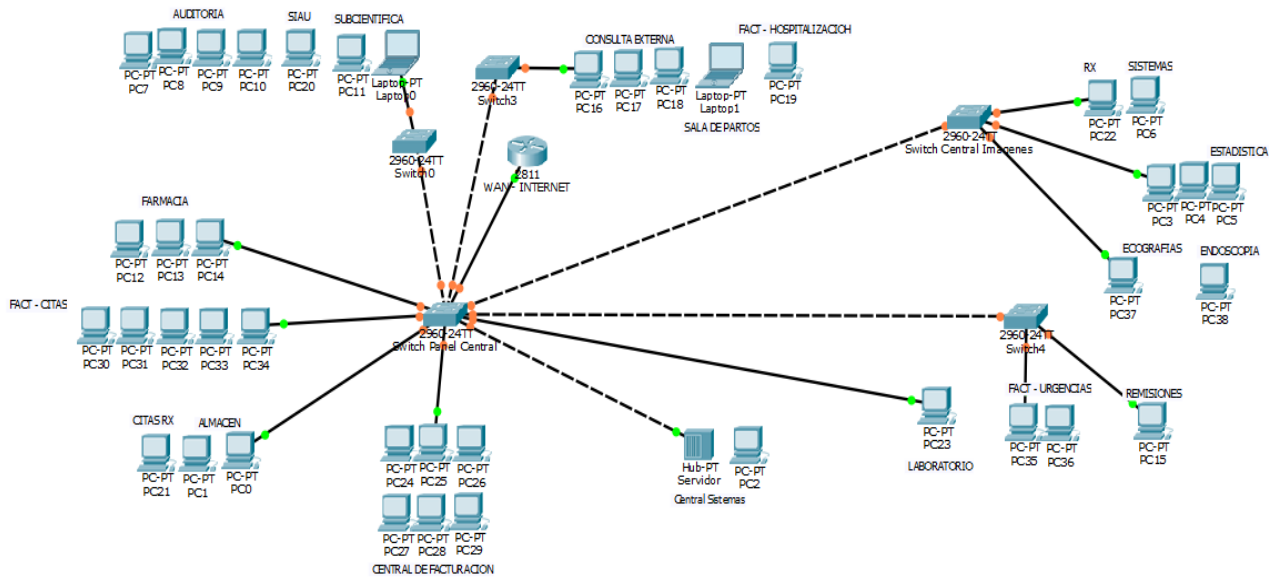 AUDITORIA
SIAU
SUBCIENTIFICA
PC-PT
PC7
PC-PT
PC8
PC-PT
PC9
PC-PT
PC10
PC-PT
PC20
PC-PT
PC11
Laptop-PT
Laptop0
2960-24TT
Switch0
2960-24TT
Switch3
CONSULTA EXTERNA
FACT - HOSPITALIZACION
PC-PT
PC16
PC-PT
PC17
PC-PT
PC18
Laptop-PT
Laptop1
PC-PT
PC19
SALA DE PARTOS
2811
WAN - INTERNET
RX
SISTEMAS
PC-PT
PC22
PC-PT
PC6
2960-24TT
Switch Central Imagenes
ESTADISTICA
PC-PT
PC3
PC-PT
PC4
PC-PT
PC5
ECOGRAFIAS
ENDOSCOPIA
PC-PT
PC37
PC-PT
PC38
FARMACIA
PC-PT
PC12
PC-PT
PC13
PC-PT
PC14
FACT - CITAS
PC-PT
PC30
PC-PT
PC31
PC-PT
PC32
PC-PT
PC33
PC-PT
PC34
2960-24TT
Switch Panel Central
2960-24TT
Switch4
FACT - URGENCIAS
REMISIONES
PC-PT
PC35
PC-PT
PC36
PC-PT
PC15
PC-PT
PC23
LABORATORIO
CITAS RX
ALMACEN
PC-PT
PC21
PC-PT
PC1
PC-PT
PC0
PC-PT
PC24
PC-PT
PC25
PC-PT
PC26
PC-PT
PC27
PC-PT
PC28
PC-PT
PC29
CENTRAL DE FACTURACION
Hub-PT
Servidor
PC-PT
PC2
Central Sistemas